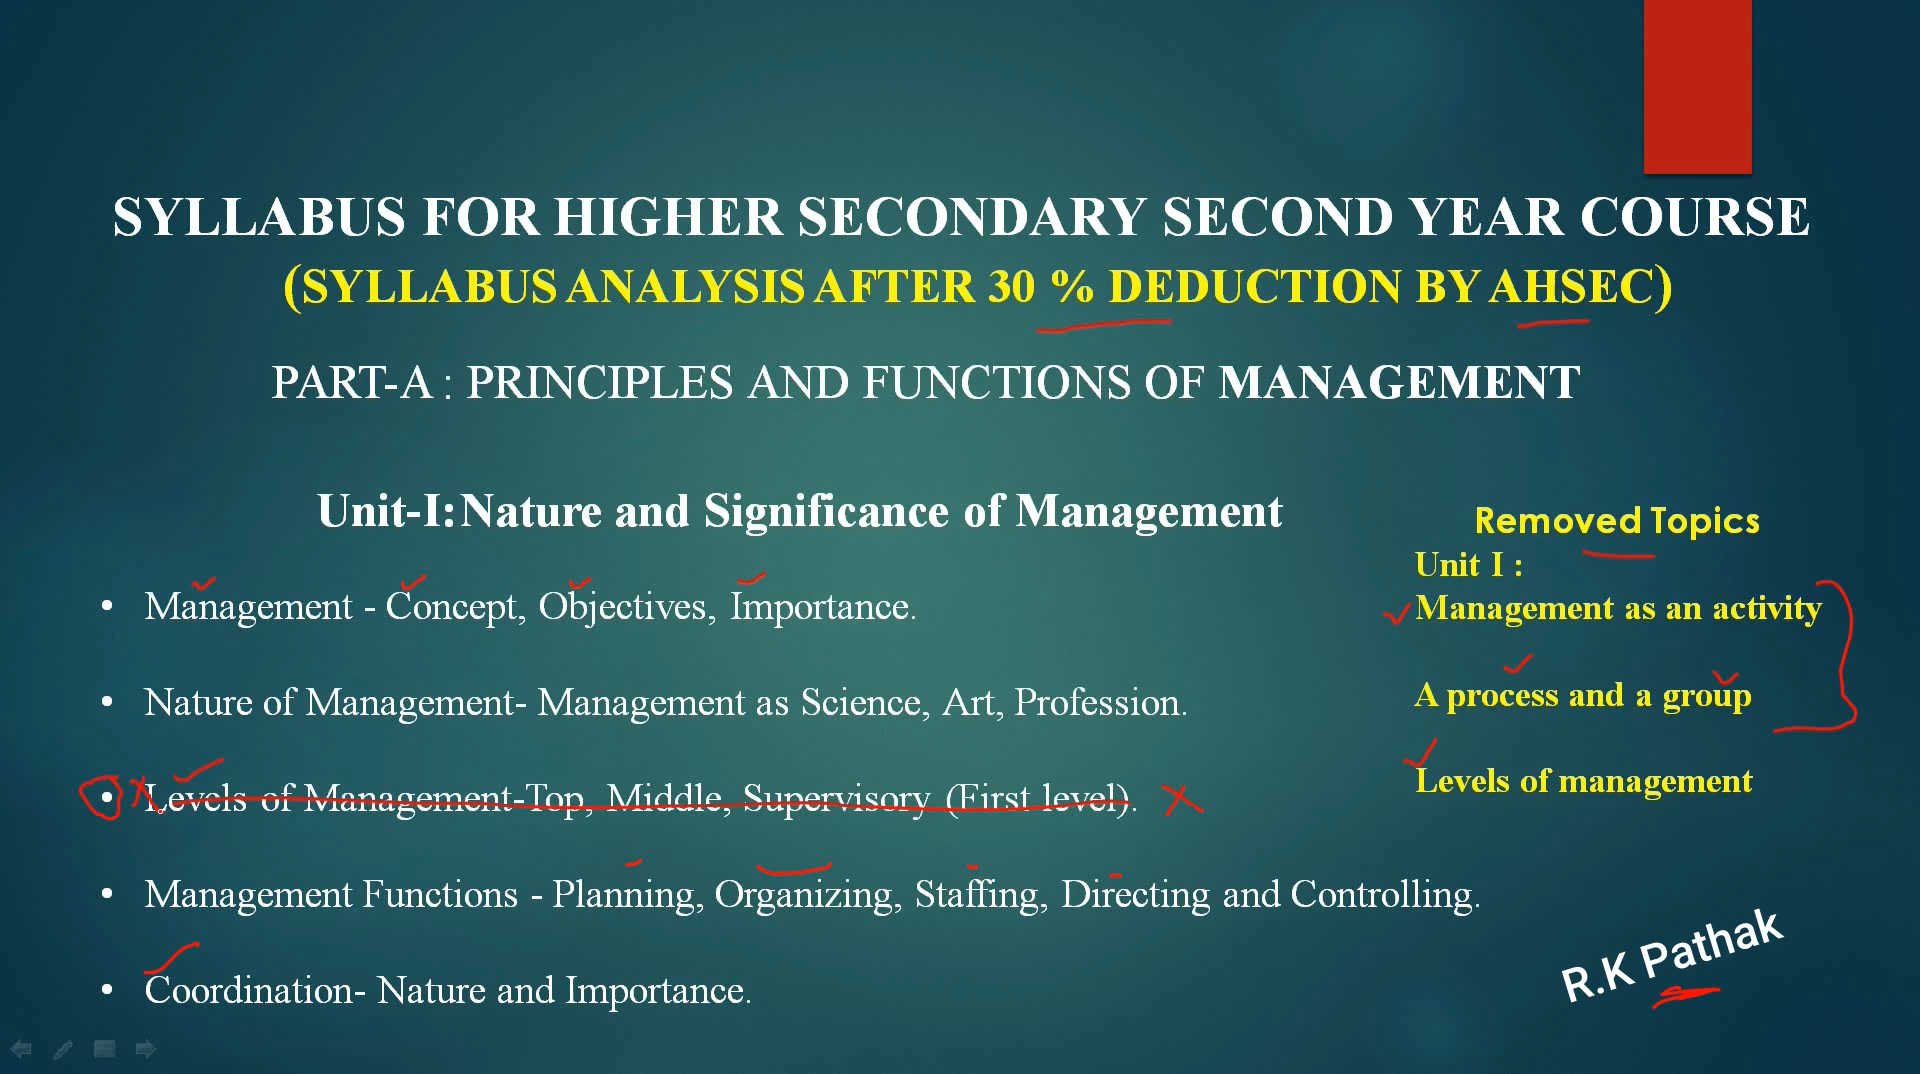 SYLLABUS FOR HIGHER SECONDARY SECOND YEAR COURSE
(SYLLABUS ANALYSIS AFTER 30 % DEDUCTION BY AHSEC)
PART-A : PRINCIPLES AND FUNCTIONS OF MANAGEMENT
Unit-I: Nature and Significance of Management
• Management - Concept, Objectives, Importance.
• Nature of Management- Management as Science, Art, Profession.
• Levels of Management-Top, Middle, Supervisory (First level).
• Management Functions - Planning, Organizing, Staffing, Directing and Controlling.
• Coordination- Nature and Importance.
Removed Topics
Unit I :
Management as an activity
A process and a group
Levels of management
R.K Pathak